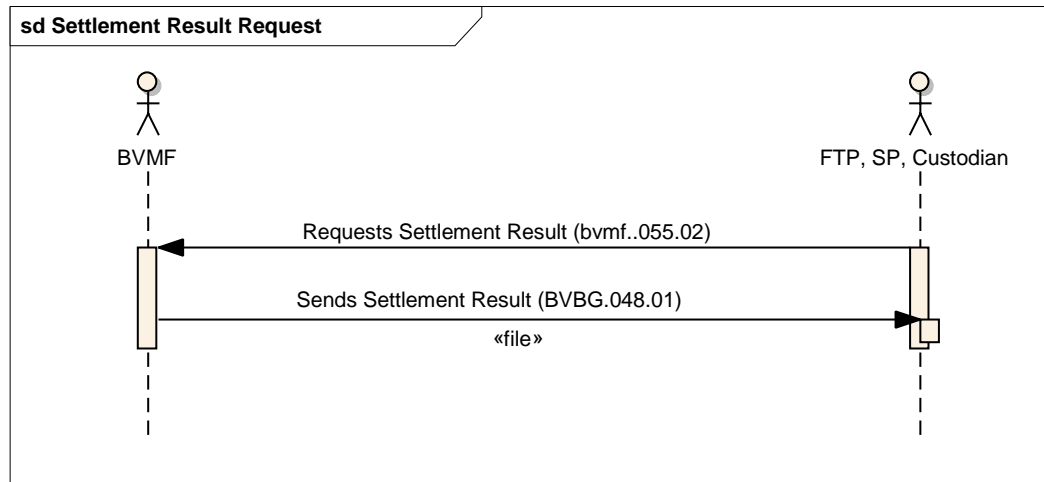 sd Settlement Result Request
BVMF
FTP, SP, Custodian
Requests Settlement Result (bvmf..055.02)
Sends Settlement Result (BVBG.048.01)
«file»